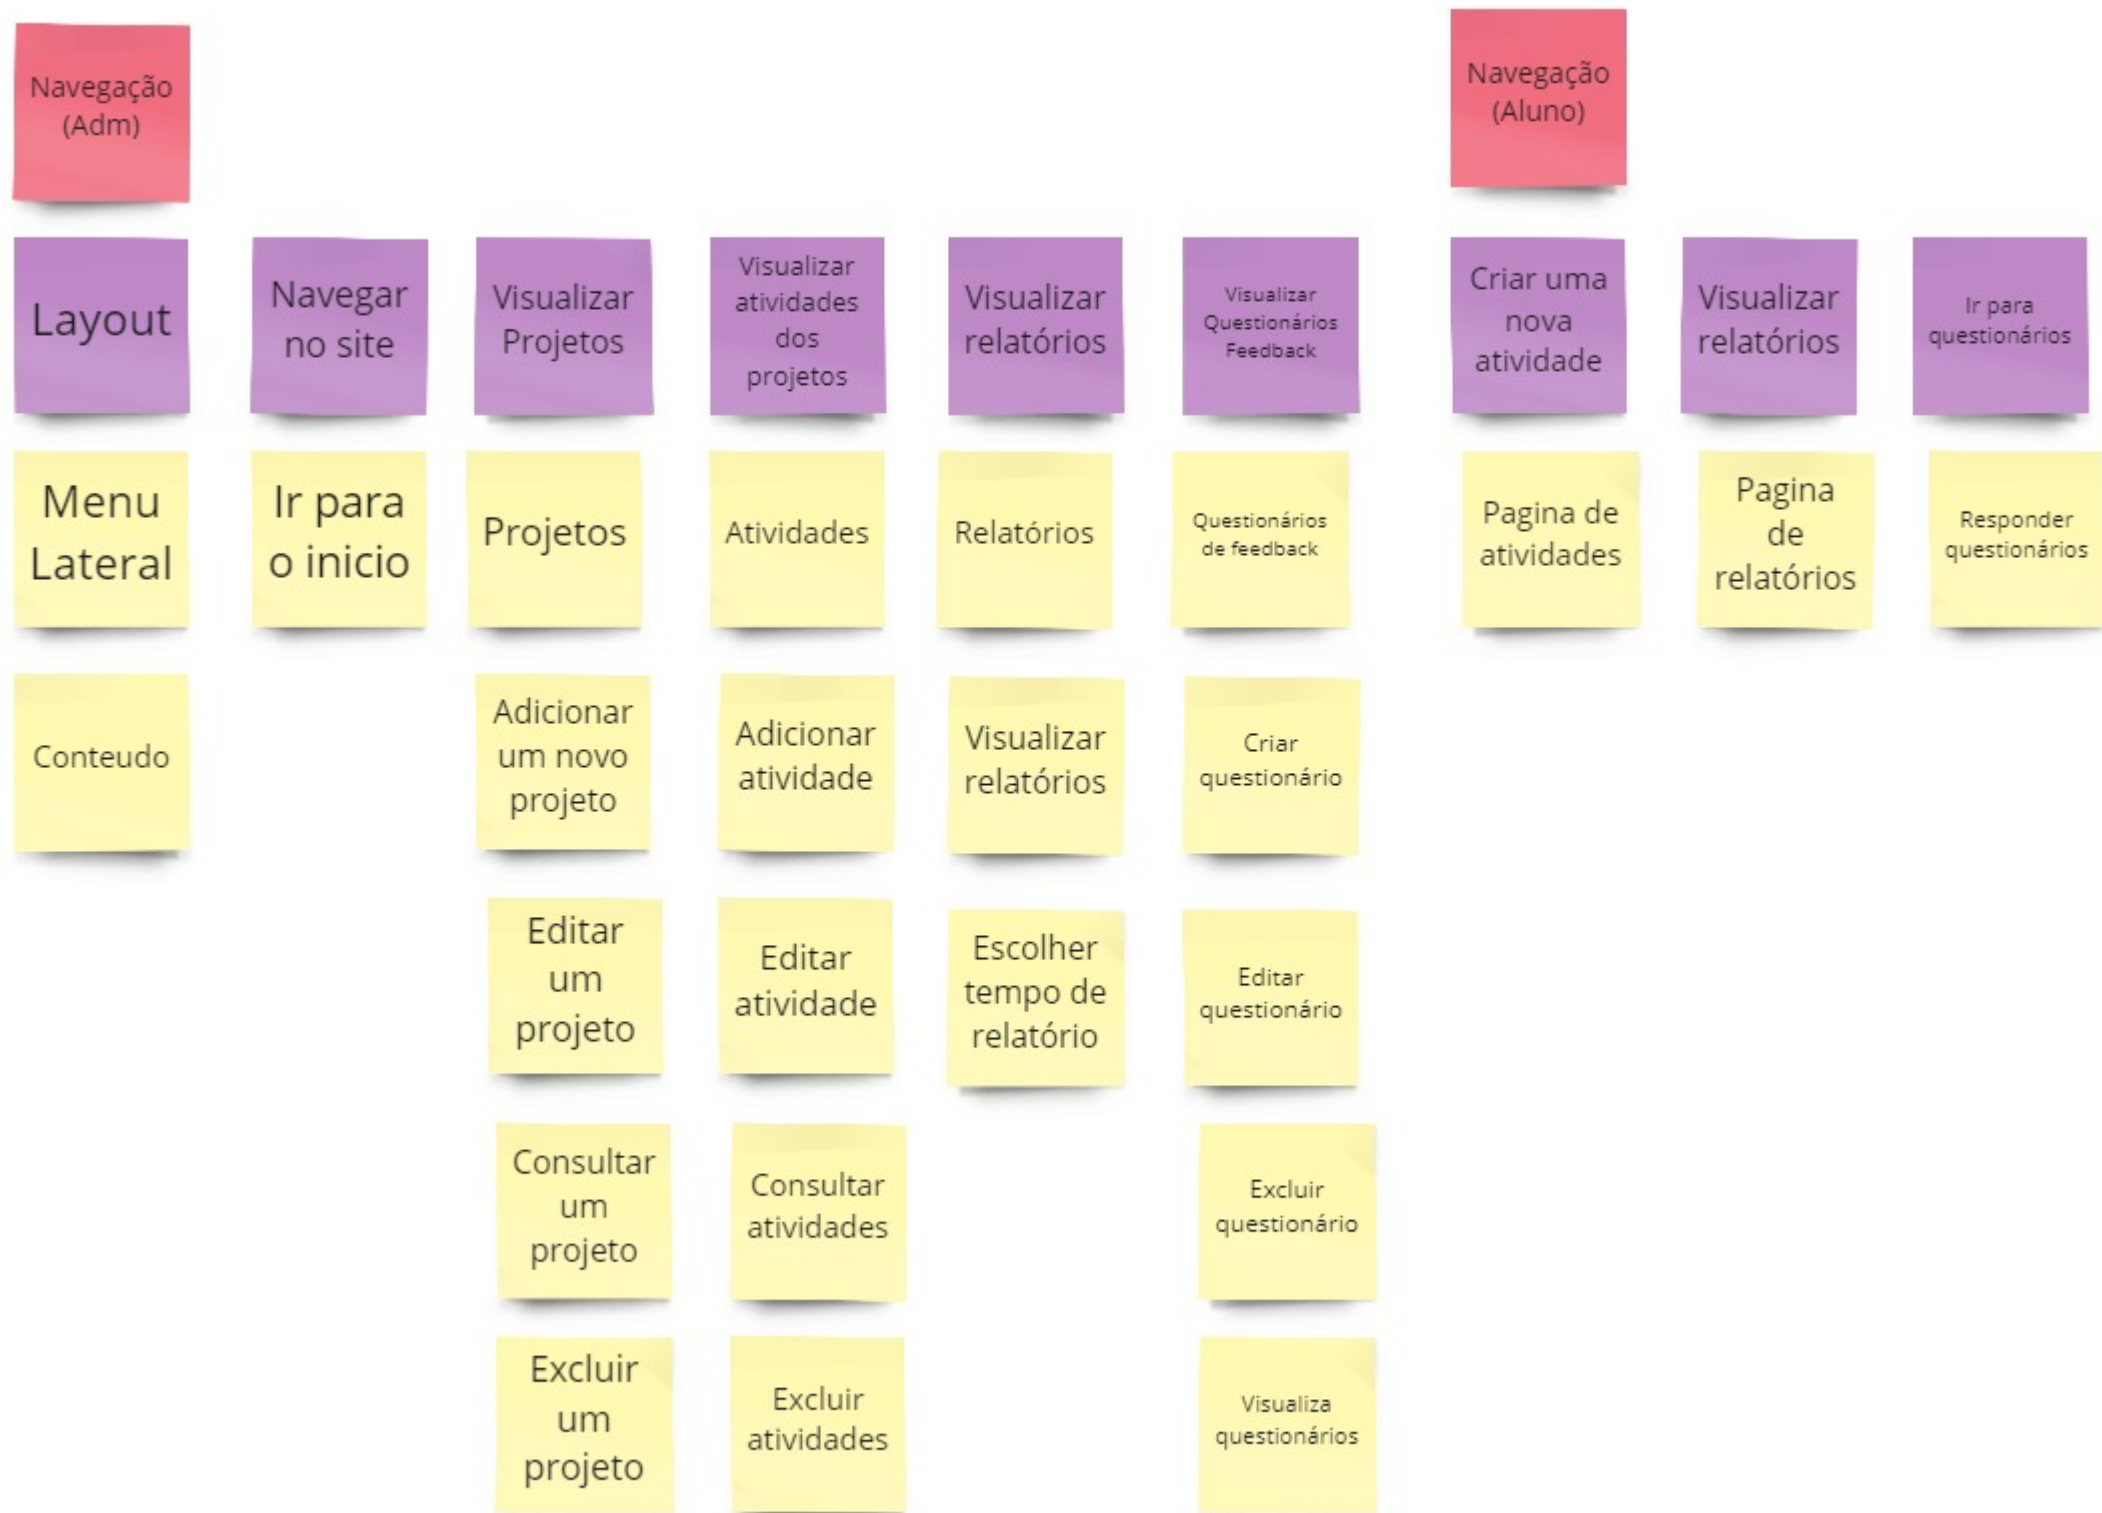 Navegação
(Adm)
Navegação
(Aluno)
Layout
Navegar
no site
Visualizar
Projetos
Visualizar
atividades
dos
projetos
Visualizar
relatórios
Visualizar
Questionários
Feedback
Criar uma
nova
atividade
Visualizar
relatórios
Ir para
questionários
Menu
Lateral
Ir para
o inicio
Projetos
Atividades
Relatórios
Questionários
de feedback
Pagina de
atividades
Pagina
de
relatórios
Responder
questionários
Conteudo
Adicionar
um novo
projeto
Adicionar
atividade
Visualizar
relatórios
Criar
questionário
Editar
um
projeto
Editar
atividade
Escolher
tempo de
relatório
Editar
questionário
Consultar
um
projeto
Consultar
atividades
Excluir
questionário
Excluir
um
projeto
Excluir
atividades
Visualiza
questionários